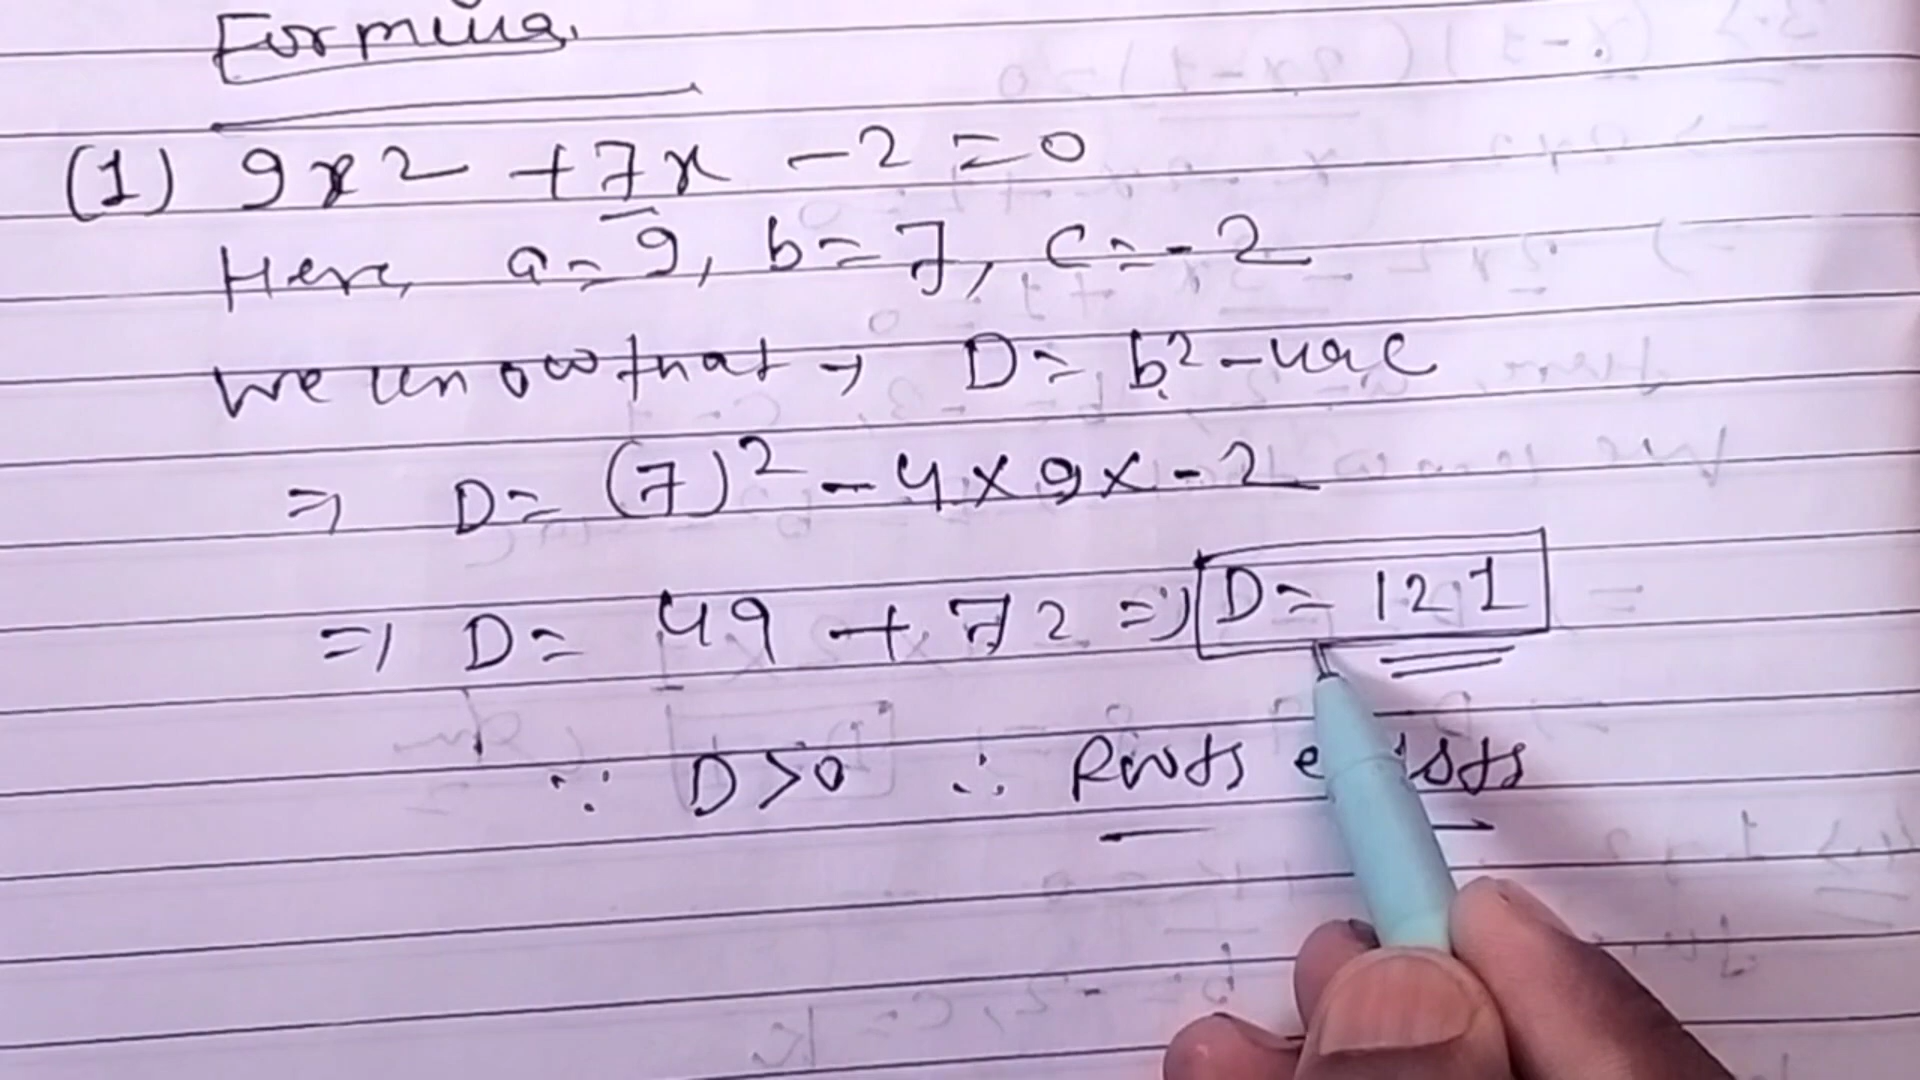 Formula.
(1) 9x2 + 7x - 2 = 0
Here, a = 9, b = 7, c = -2
We know that → D = b² - 4ac
⇒ D = (7)² - 4 × 9 × - 2
⇒ D = 49 + 72 ⇒ D = 121
∵ D > 0 ∴ Roots exists